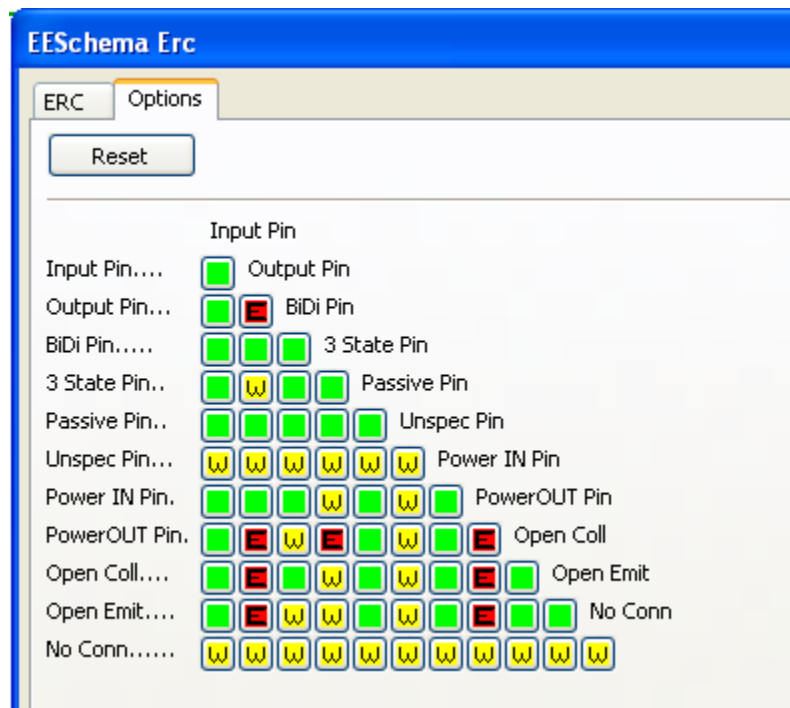 EESchema Erc
ERC Options
Reset
Input Pin
Input Pin.... Output Pin
Output Pin... E BiDi Pin
BiDi Pin..... 3 State Pin
3 State Pin.. W Passive Pin
Passive Pin.. Unspec Pin
Unspec Pin... W W W W W W Power IN Pin
Power IN Pin. W W PowerOUT Pin
PowerOUT Pin. E W E W E Open Coll
Open Coll.... E W W E Open Emit
Open Emit.... E W W W E No Conn
No Conn...... W W W W W W W W W W W